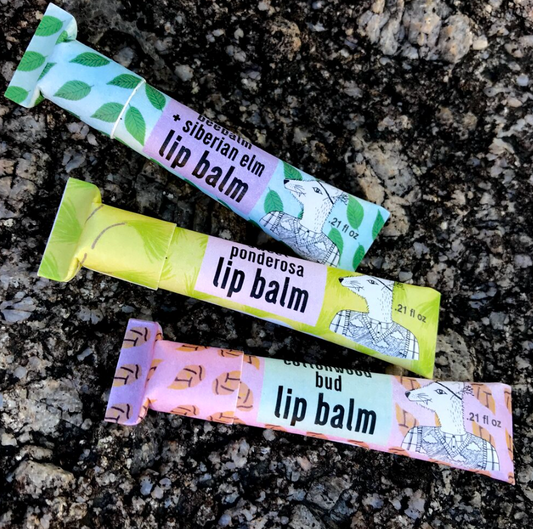 beebalm
+ siberian elm
lip balm
.21 fl oz
ponderosa
lip balm
.21 fl oz
cottonwood
bud
lip balm
.21 fl oz